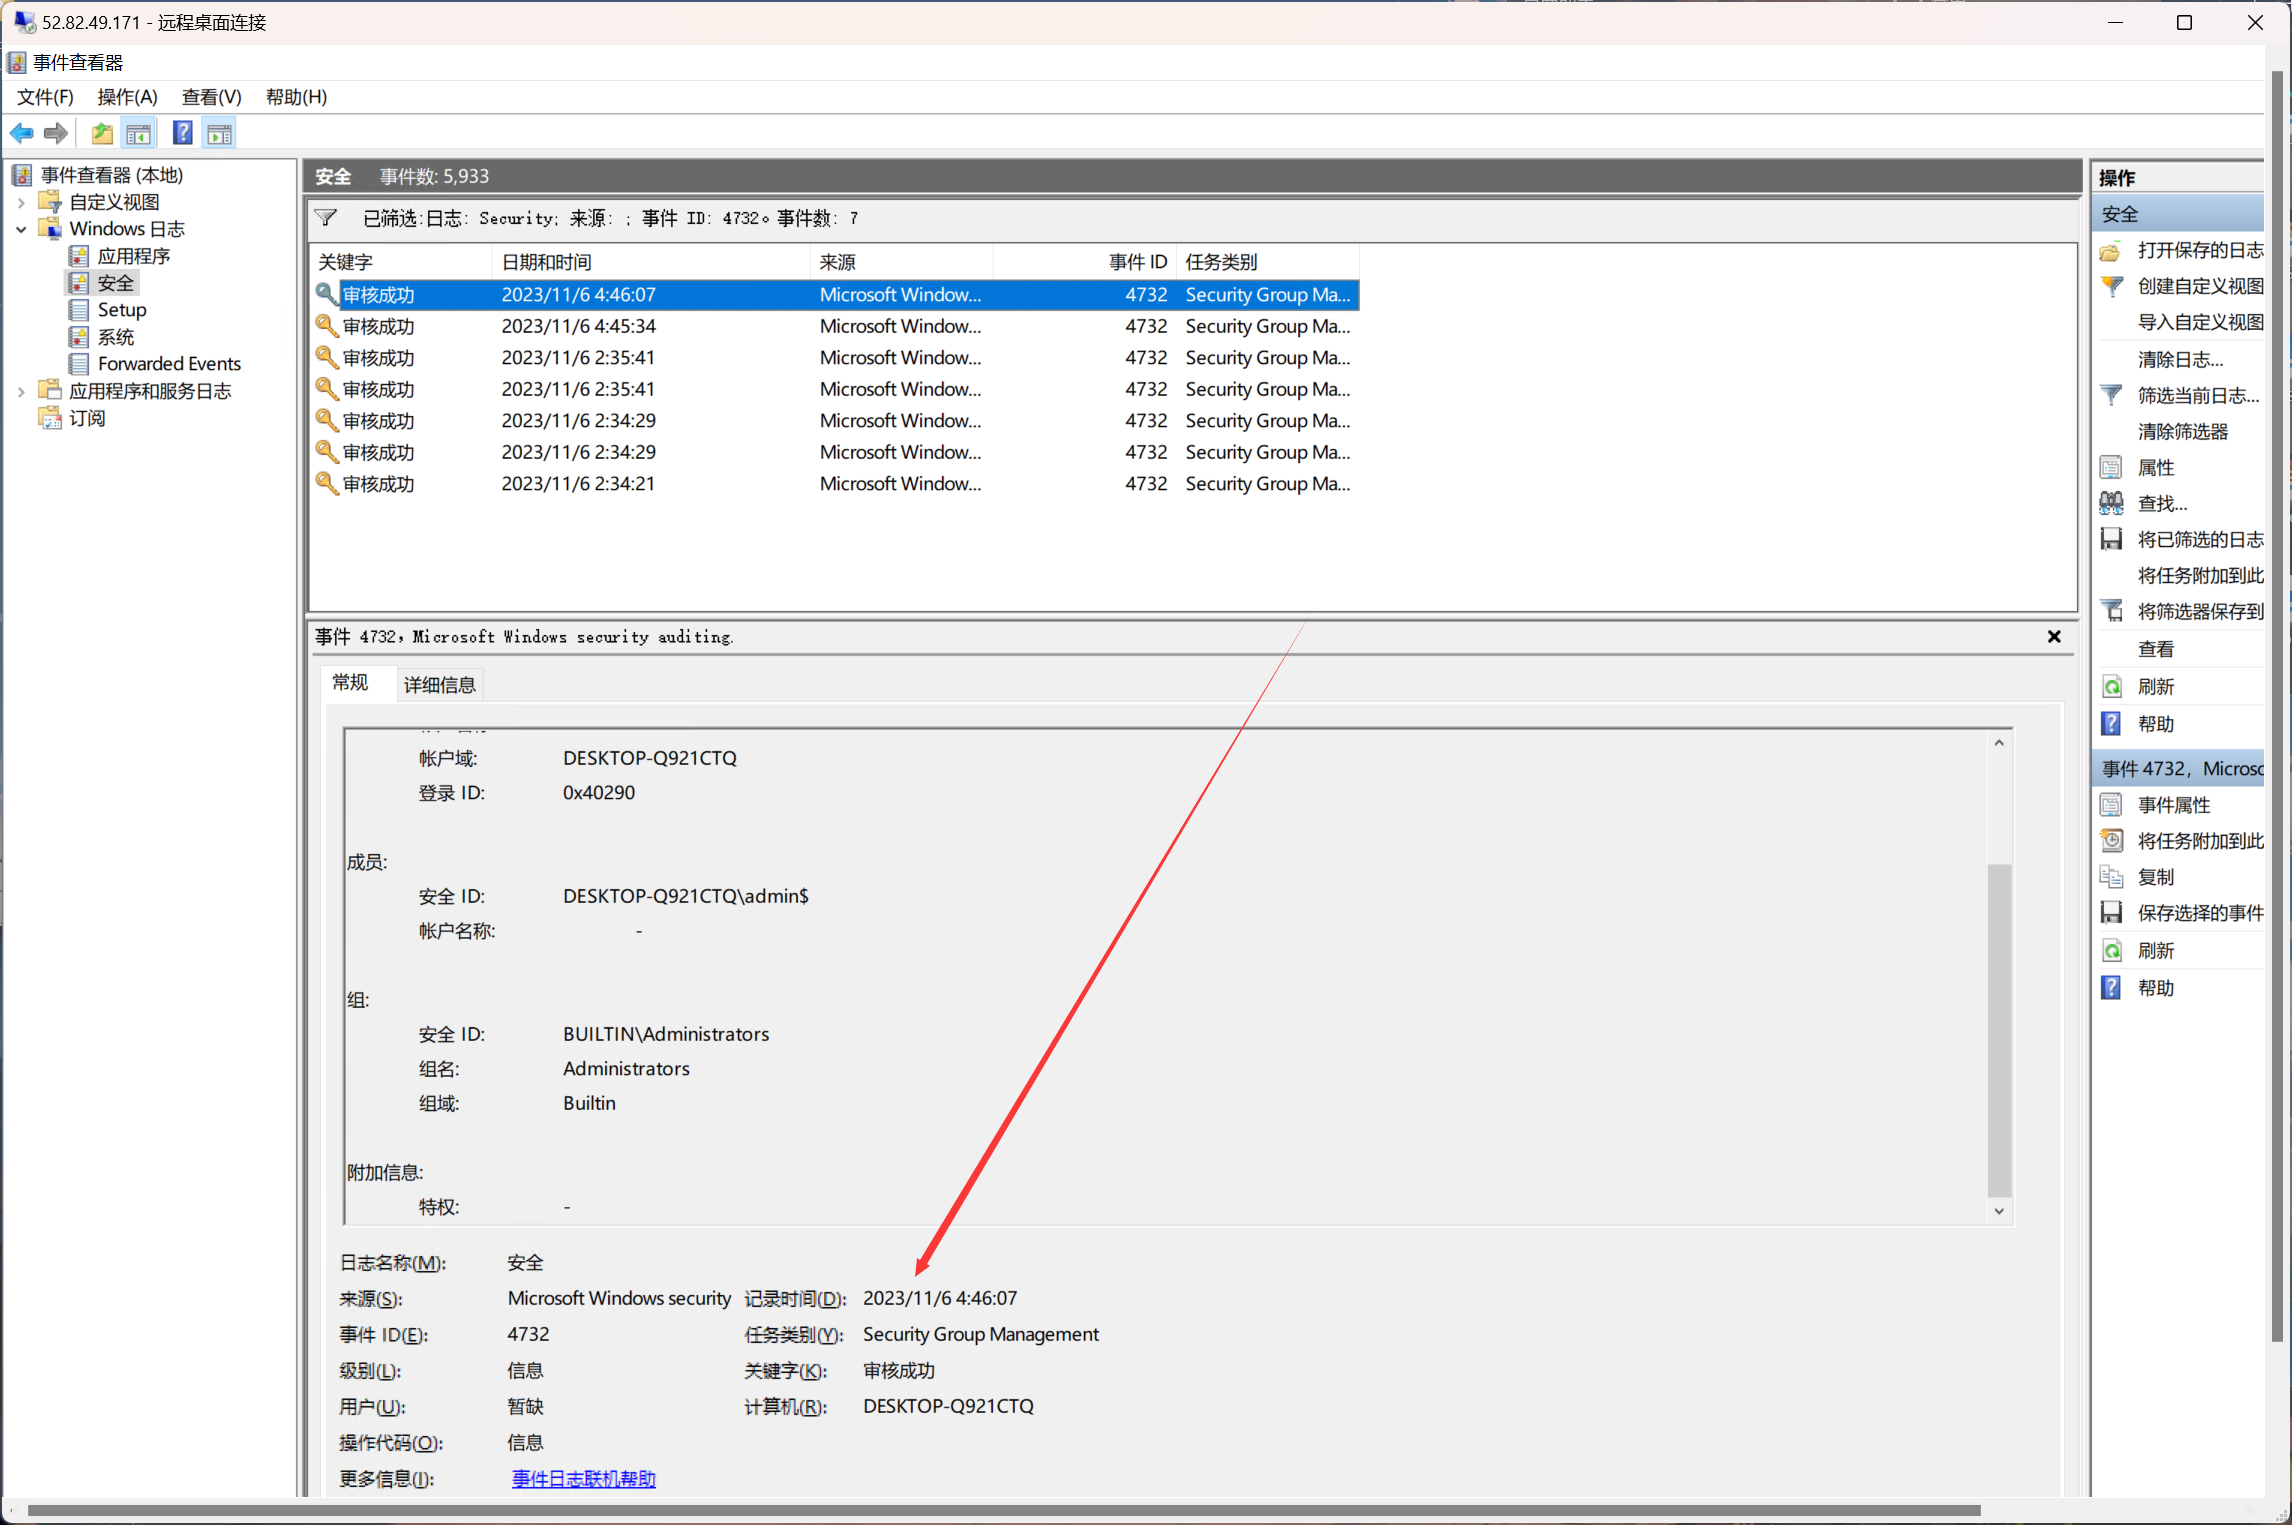 52.82.49.171 - 远程桌面连接
事件查看器
文件(F) 操作(A) 查看(V) 帮助(H)
事件查看器 (本地)
自定义视图
Windows 日志
应用程序
安全
Setup
系统
Forwarded Events
应用程序和服务日志
订阅
安全 事件数: 5,933
已筛选:日志: Security; 来源: ; 事件 ID: 4732。事件数: 7
关键字 日期和时间 来源 事件 ID 任务类别
审核成功 2023/11/6 4:46:07 Microsoft Window... 4732 Security Group Ma...
审核成功 2023/11/6 4:45:34 Microsoft Window... 4732 Security Group Ma...
审核成功 2023/11/6 2:35:41 Microsoft Window... 4732 Security Group Ma...
审核成功 2023/11/6 2:35:41 Microsoft Window... 4732 Security Group Ma...
审核成功 2023/11/6 2:34:29 Microsoft Window... 4732 Security Group Ma...
审核成功 2023/11/6 2:34:29 Microsoft Window... 4732 Security Group Ma...
审核成功 2023/11/6 2:34:21 Microsoft Window... 4732 Security Group Ma...
事件 4732，Microsoft Windows security auditing.
常规 详细信息
帐户域: DESKTOP-Q921CTQ
登录 ID: 0x40290
成员:
安全 ID: DESKTOP-Q921CTQ\admin$
帐户名称: -
组:
安全 ID: BUILTIN\Administrators
组名: Administrators
组域: Builtin
附加信息:
特权: -
日志名称(M): 安全
来源(S): Microsoft Windows security 记录时间(D): 2023/11/6 4:46:07
事件 ID(E): 4732 任务类别(Y): Security Group Management
级别(L): 信息 关键字(K): 审核成功
用户(U): 暂缺 计算机(R): DESKTOP-Q921CTQ
操作代码(O): 信息
更多信息(I): 事件日志联机帮助
操作
安全
打开保存的日志
创建自定义视图
导入自定义视图
清除日志...
筛选当前日志...
清除筛选器
属性
查找...
将已筛选的日志
将任务附加到此
将筛选器保存到
查看
刷新
帮助
事件 4732，Microsc
事件属性
将任务附加到此
复制
保存选择的事件
刷新
帮助